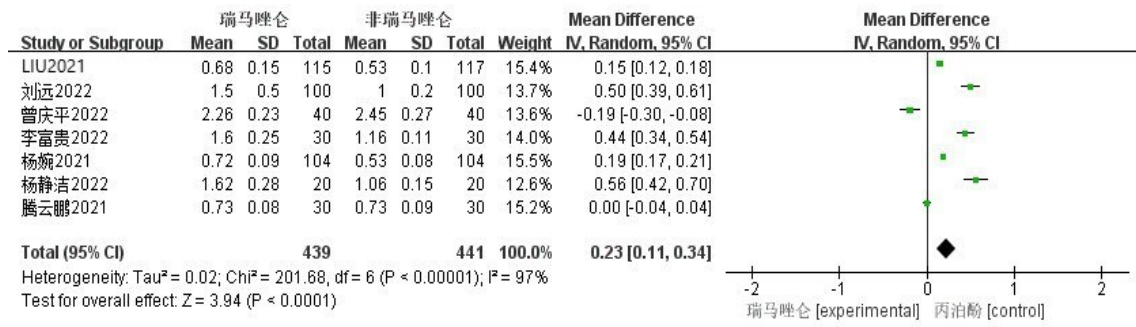 瑞马唑仑 非瑞马唑仑 Mean Difference Mean Difference
Study or Subgroup Mean SD Total Mean SD Total Weight IV, Random, 95% CI IV, Random, 95% CI
LIU2021 0.68 0.15 115 0.53 0.1 117 15.4% 0.15 [0.12, 0.18]
刘远2022 1.5 0.5 100 1 0.2 100 13.7% 0.50 [0.39, 0.61]
曾庆平2022 2.26 0.23 40 2.45 0.27 40 13.6% -0.19 [-0.30, -0.08]
李富贵2022 1.6 0.25 30 1.16 0.11 30 14.0% 0.44 [0.34, 0.54]
杨婉2021 0.72 0.09 104 0.53 0.08 104 15.5% 0.19 [0.17, 0.21]
杨静洁2022 1.62 0.28 20 1.06 0.15 20 12.6% 0.56 [0.42, 0.70]
腾云鹏2021 0.73 0.08 30 0.73 0.09 30 15.2% 0.00 [-0.04, 0.04]
Total (95% CI) 439 441 100.0% 0.23 [0.11, 0.34]
Heterogeneity: Tau² = 0.02; Chi² = 201.68, df = 6 (P < 0.00001); I² = 97%
Test for overall effect: Z = 3.94 (P < 0.0001)
-2 -1 0 1 2
瑞马唑仑 [experimental] 丙泊酚 [control]